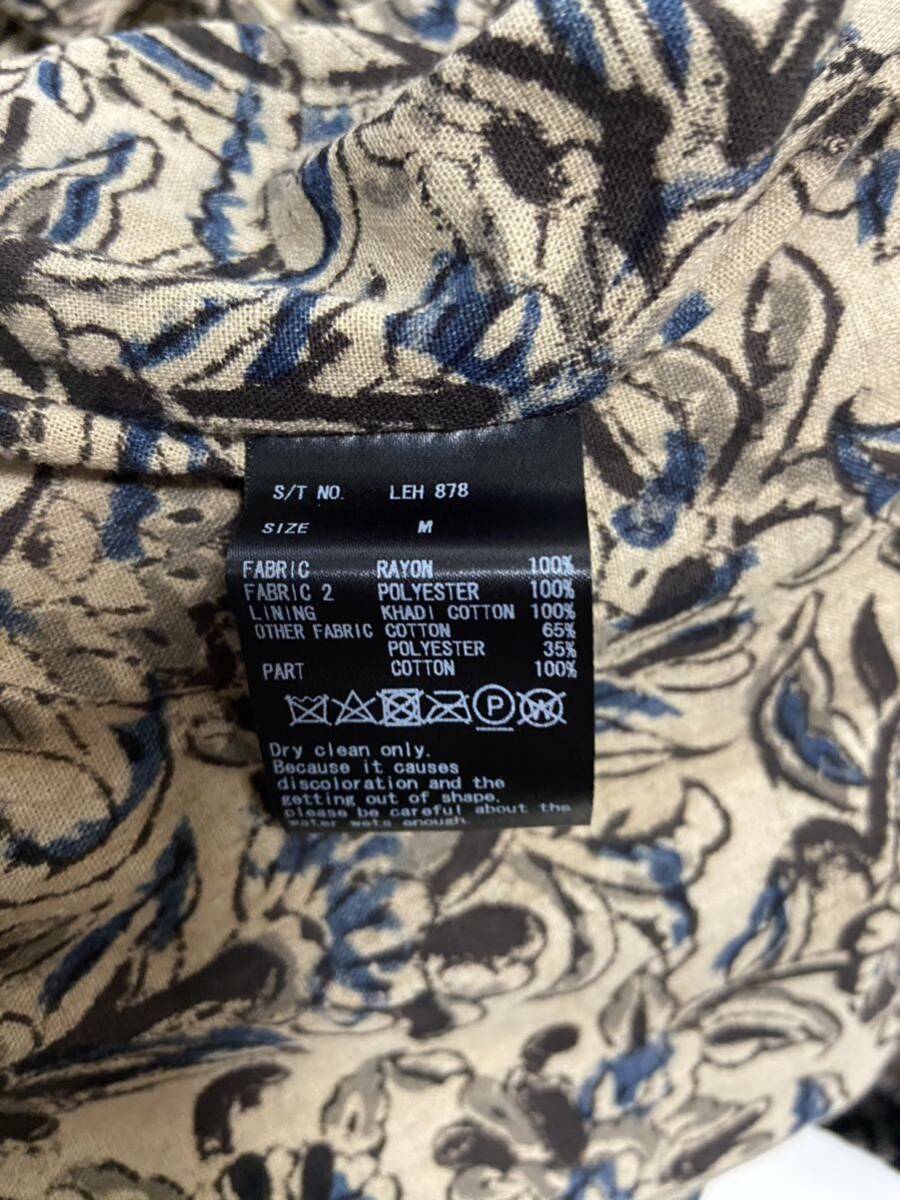 S/T NO. LEH 878
SIZE M
FABRIC RAYON 100%
FABRIC 2 POLYESTER 100%
LINING KHADI COTTON 100%
OTHER FABRIC COTTON 65%
POLYESTER 35%
PART COTTON 100%
P W
Dry clean only.
Because it causes
discoloration and the
getting out of shape,
please be careful about the
water wets enough.